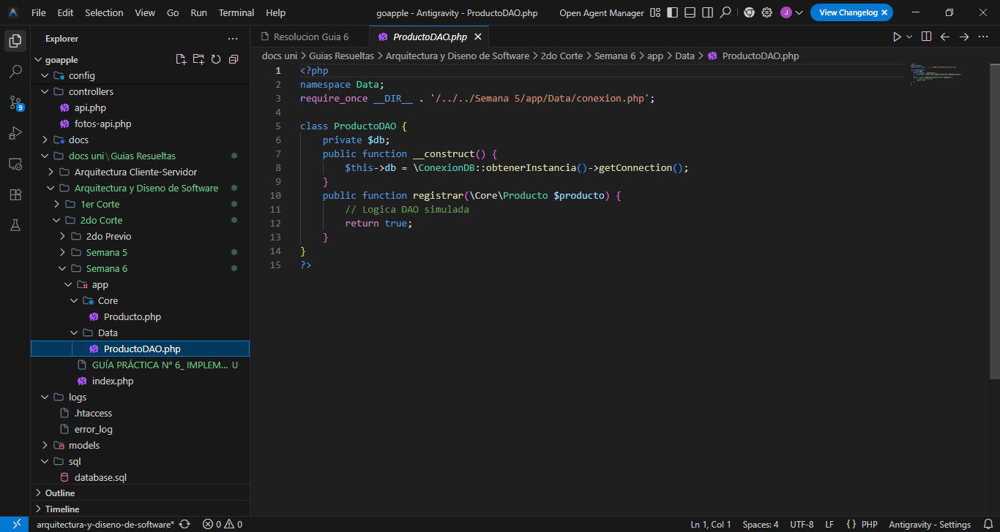 File Edit Selection View Go Run Terminal Help
goapple - Antigravity - ProductoDAO.php
Open Agent Manager
J
View Changelog ×
Explorer
Resolucion Guia 6
ProductoDAO.php
goapple
config
controllers
api.php
fotos-api.php
docs
docs uni\Guias Resueltas
Arquitectura Cliente-Servidor
Arquitectura y Diseno de Software
1er Corte
2do Corte
2do Previo
Semana 5
Semana 6
app
Core
Producto.php
Data
ProductoDAO.php
GUÍA PRÁCTICA N° 6_ IMPLEM... U
index.php
logs
.htaccess
error_log
models
sql
database.sql
Outline
Timeline
9
docs uni > Guias Resueltas > Arquitectura y Diseno de Software > 2do Corte > Semana 6 > app > Data > ProductoDAO.php
1 <?php
2 namespace Data;
3 require_once __DIR__ . '/../../Semana 5/app/Data/conexion.php';
4
5 class ProductoDAO {
6 private $db;
7 public function __construct() {
8 $this->db = \ConexionDB::obtenerInstancia()->getConnection();
9 }
10 public function registrar(\Core\Producto $producto) {
11 // Logica DAO simulada
12 return true;
13 }
14 }
15 ?>
arquitectura-y-diseno-de-software* 0 0
Ln 1, Col 1 Spaces: 4 UTF-8 LF {} PHP Antigravity - Settings